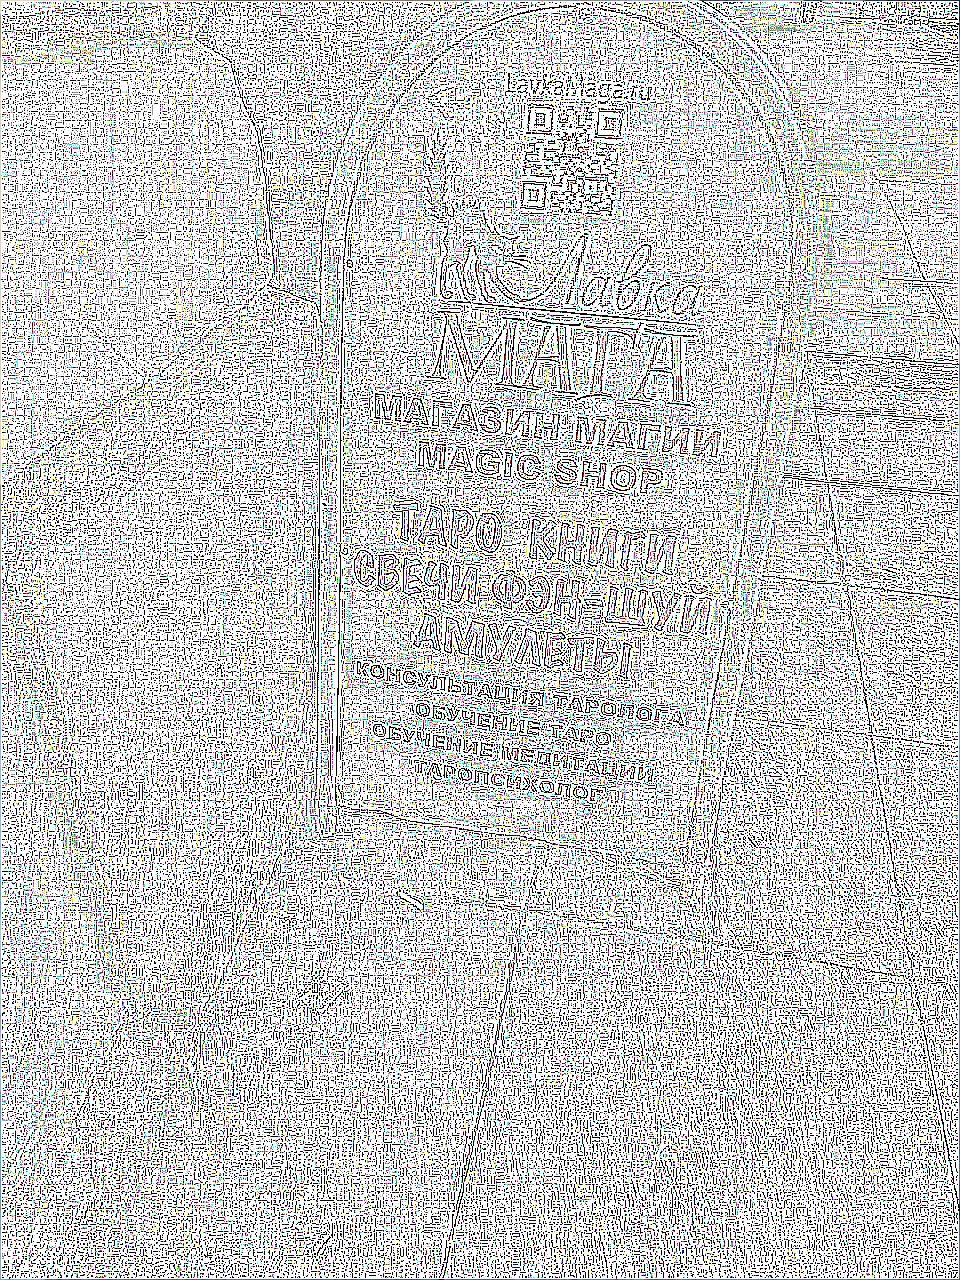 Lavkamaga.ru
Лавка
МАГА
МАГАЗИН МАГИИ
MAGIC SHOP
ТАРО КНИГИ
СВЕЧИ ФЭН-ШУЙ
АМУЛЕТЫ
КОНСУЛЬТАЦИЯ ТАРОЛОГА
ОБУЧЕНИЕ ТАРО
ОБУЧЕНИЕ МЕДИТАЦИИ
ТАРОПСИХОЛОГ